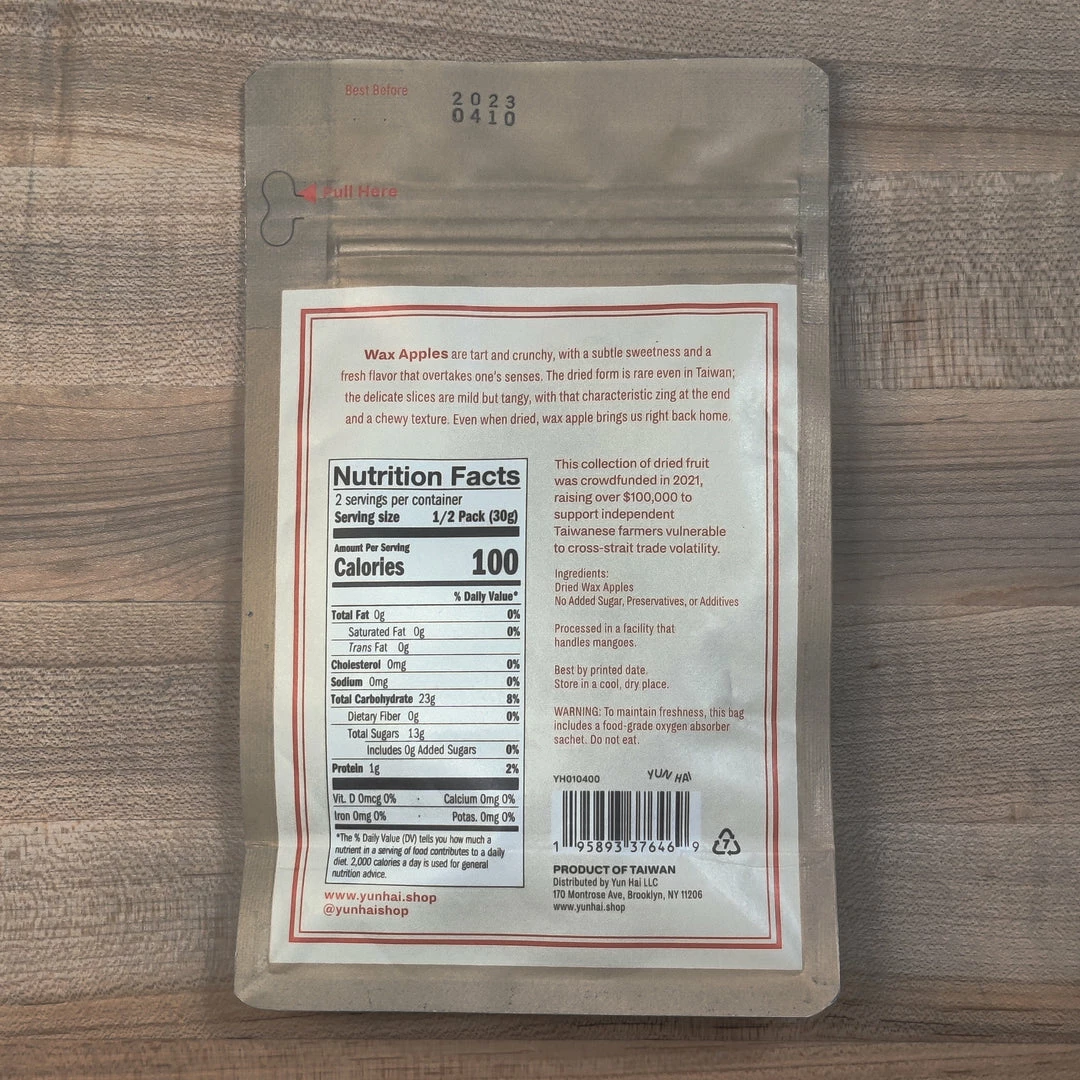 Best Before
2023
0410
Pull Here
Wax Apples are tart and crunchy, with a subtle sweetness and a
fresh flavor that overtakes one's senses. The dried form is rare even in Taiwan;
the delicate slices are mild but tangy, with that characteristic zing at the end
and a chewy texture. Even when dried, wax apple brings us right back home.
Nutrition Facts
2 servings per container
Serving size 1/2 Pack (30g)
Amount Per Serving
Calories 100
% Daily Value*
Total Fat 0g 0%
Saturated Fat 0g 0%
Trans Fat 0g
Cholesterol 0mg 0%
Sodium 0mg 0%
Total Carbohydrate 23g 8%
Dietary Fiber 0g 0%
Total Sugars 13g
Includes 0g Added Sugars 0%
Protein 1g 2%
Vit. D 0mcg 0% · Calcium 0mg 0%
Iron 0mg 0% · Potas. 0mg 0%
*The % Daily Value (DV) tells you how much a
nutrient in a serving of food contributes to a daily
diet. 2,000 calories a day is used for general
nutrition advice.
www.yunhai.shop
@yunhaishop
This collection of dried fruit
was crowdfunded in 2021,
raising over $100,000 to
support independent
Taiwanese farmers vulnerable
to cross-strait trade volatility.
Ingredients:
Dried Wax Apples
No Added Sugar, Preservatives, or Additives
Processed in a facility that
handles mangoes.
Best by printed date.
Store in a cool, dry place.
WARNING: To maintain freshness, this bag
includes a food-grade oxygen absorber
sachet. Do not eat.
YH010400 YUN HAI
1 95893 37646 9
7
PRODUCT OF TAIWAN
Distributed by Yun Hai LLC
170 Montrose Ave, Brooklyn, NY 11206
www.yunhai.shop